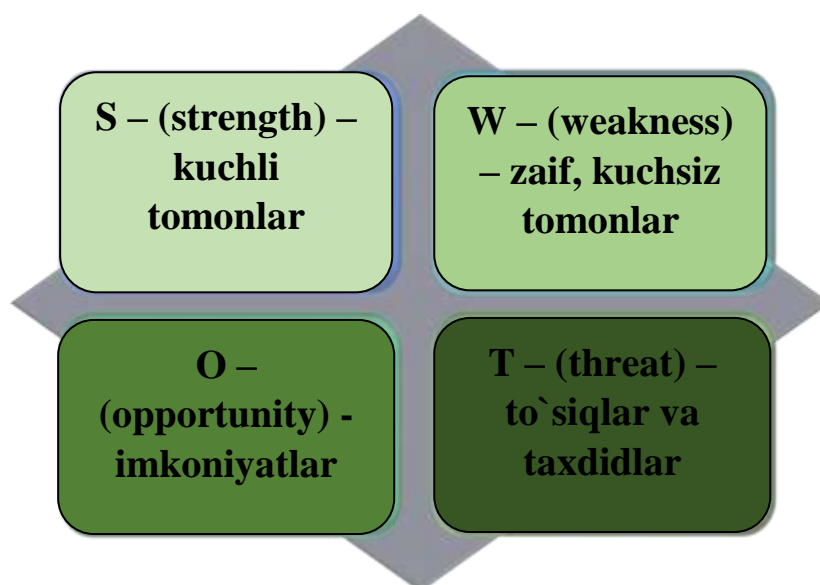 S – (strength) –
kuchli
tomonlar
W – (weakness)
– zaif, kuchsiz
tomonlar
O –
(opportunity) -
imkoniyatlar
T – (threat) –
to`siqlar va
taxdidlar